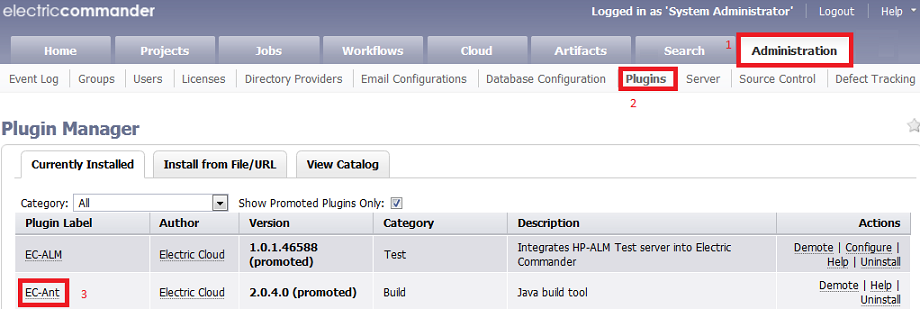 electriccommander Logged in as 'System Administrator' Logout Help
Home Projects Jobs Workflows Cloud Artifacts Search 1 Administration
Event Log Groups Users Licenses Directory Providers Email Configurations Database Configuration Plugins Server Source Control Defect Tracking
2
Plugin Manager
Currently Installed Install from File/URL View Catalog
Category: All Show Promoted Plugins Only:
Plugin Label Author Version Category Description Actions
EC-ALM Electric Cloud 1.0.1.46588 (promoted) Test Integrates HP-ALM Test server into Electric Commander Demote | Configure | Help | Uninstall
EC-Ant 3 Electric Cloud 2.0.4.0 (promoted) Build Java build tool Demote | Help | Uninstall